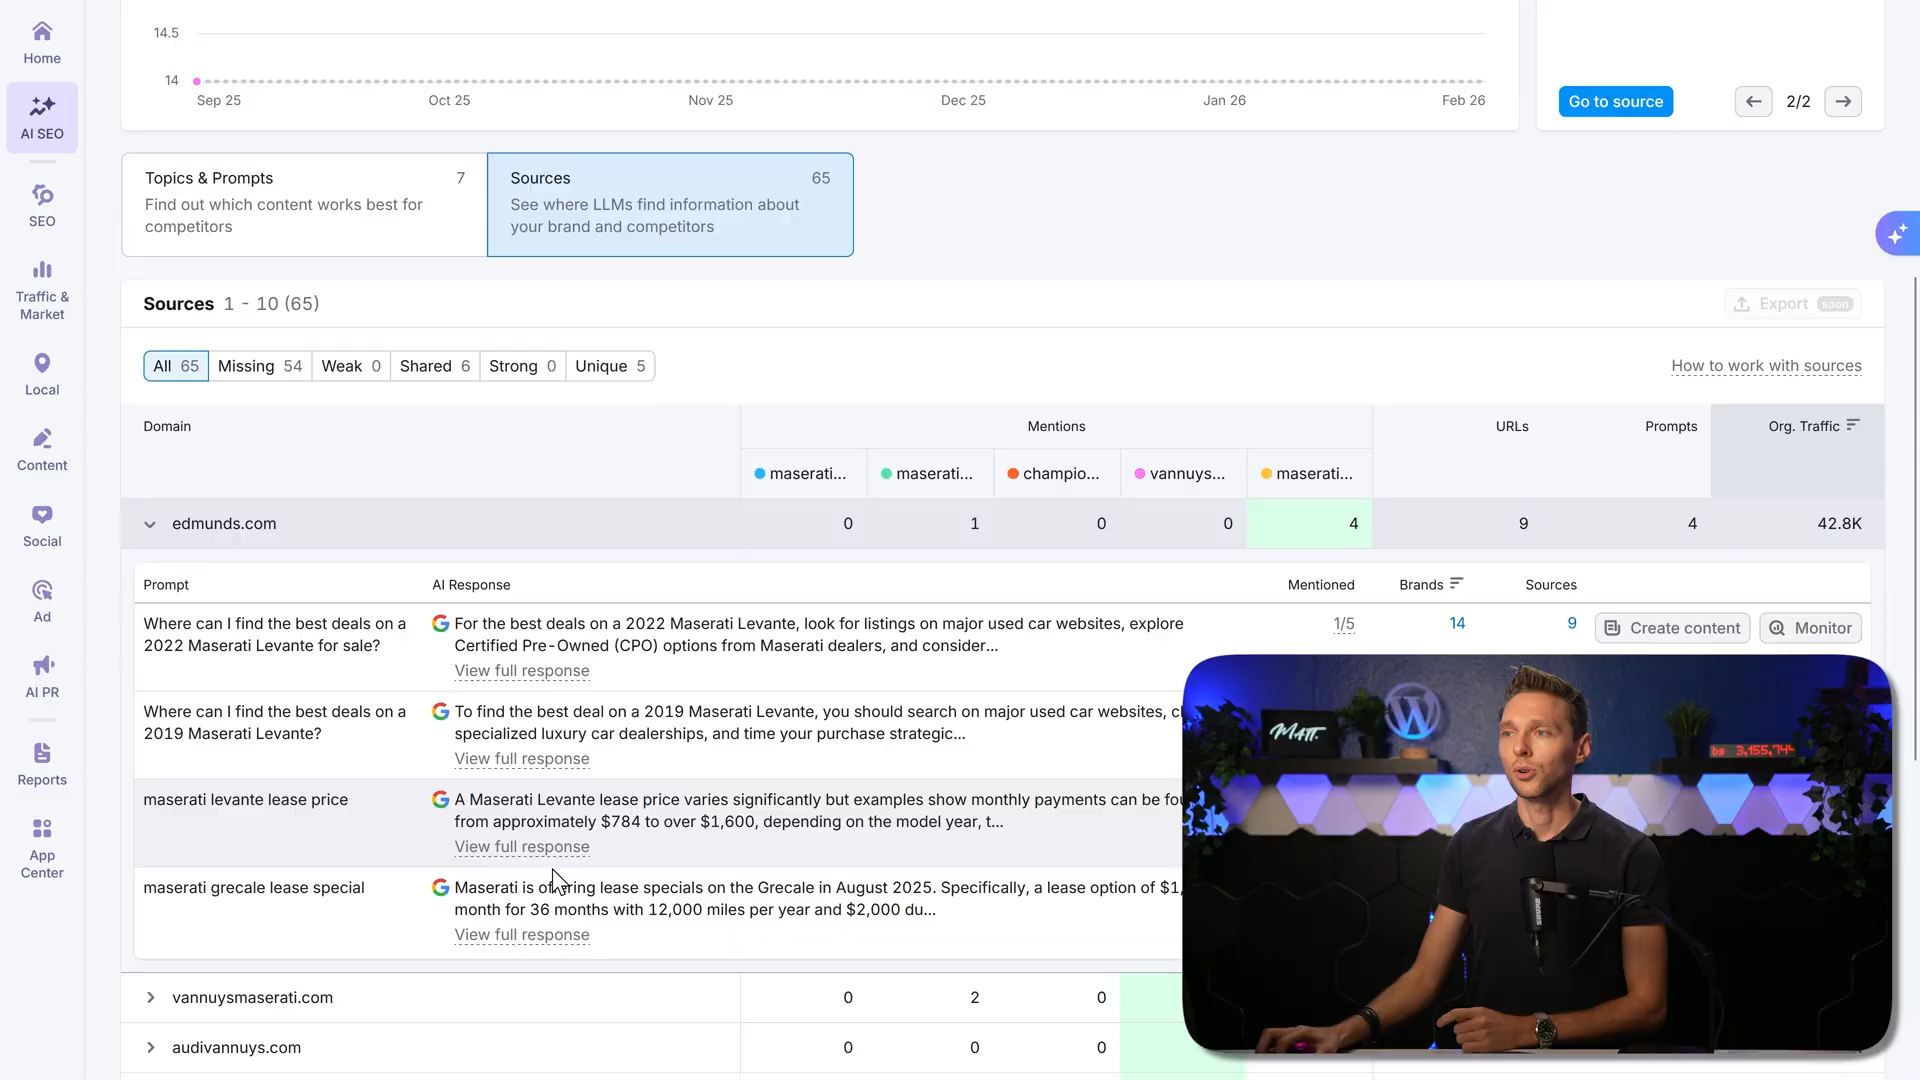 Home
AI SEO
SEO
Traffic &
Market
Local
Content
Social
Ad
AI PR
Reports
App
Center
14.5
14
Sep 25
Oct 25
Nov 25
Dec 25
Jan 26
Feb 26
Go to source
2/2
Topics & Prompts 7
Find out which content works best for
competitors
Sources 65
See where LLMs find information about
your brand and competitors
Sources 1 - 10 (65)
Export soon
All 65
Missing 54
Weak 0
Shared 6
Strong 0
Unique 5
How to work with sources
Domain
Mentions
URLs
Prompts
Org. Traffic
maserati...
maserati...
champio...
vannuys...
maserati...
edmunds.com 0 1 0 0 4 9 4 42.8K
Prompt
AI Response
Mentioned
Brands
Sources
Where can I find the best deals on a
2022 Maserati Levante for sale?
For the best deals on a 2022 Maserati Levante, look for listings on major used car websites, explore
Certified Pre-Owned (CPO) options from Maserati dealers, and consider...
View full response
1/5
14
9
Create content
Monitor
Where can I find the best deals on a
2019 Maserati Levante?
To find the best deal on a 2019 Maserati Levante, you should search on major used car websites, c
specialized luxury car dealerships, and time your purchase strategic...
View full response
maserati levante lease price
A Maserati Levante lease price varies significantly but examples show monthly payments can be fou
from approximately $784 to over $1,600, depending on the model year, t...
View full response
maserati grecale lease special
Maserati is offering lease specials on the Grecale in August 2025. Specifically, a lease option of $1,
month for 36 months with 12,000 miles per year and $2,000 du...
View full response
vannuysmaserati.com 0 2 0
audivannuys.com 0 0 0
MATT.
3,155,744
SHURE